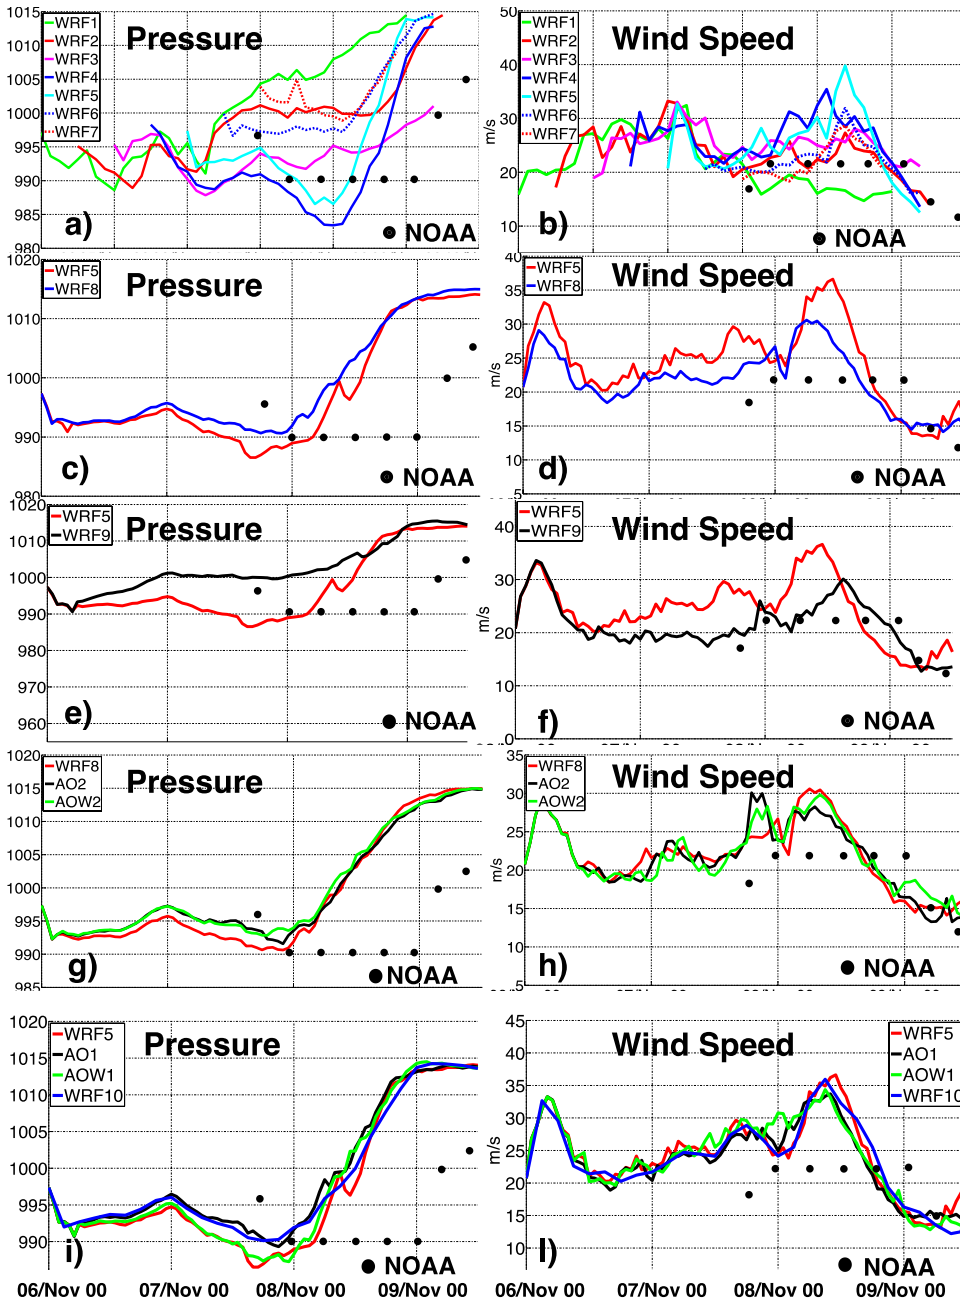 1015
1005
1000
995
990
985
980
WRF1
WRF2
WRF3
WRF4
WRF5
WRF6
WRF7
Pressure
a)
NOAA
50
40
30
20
10
m/s
WRF1
WRF2
WRF3
WRF4
WRF5
WRF6
WRF7
Wind Speed
b)
NOAA
1020
1010
1000
990
980
WRF5
WRF8
Pressure
c)
NOAA
40
35
30
25
20
15
10
5
m/s
WRF5
WRF8
Wind Speed
d)
NOAA
1020
1010
1000
990
980
970
960
WRF5
WRF9
Pressure
e)
NOAA
40
30
20
10
0
m/s
WRF5
WRF9
Wind Speed
f)
NOAA
1020
1015
1010
1005
1000
995
990
985
WRF8
AO2
AOW2
Pressure
g)
NOAA
35
30
25
20
15
10
5
m/s
WRF8
AO2
AOW2
Wind Speed
h)
NOAA
1020
1015
1010
1005
1000
995
990
WRF5
AO1
AOW1
WRF10
Pressure
i)
NOAA
06/Nov 00
07/Nov 00
08/Nov 00
09/Nov 00
45
40
35
30
25
20
15
10
m/s
WRF5
AO1
AOW1
WRF10
Wind Speed
l)
NOAA
06/Nov 00
07/Nov 00
08/Nov 00
09/Nov 00